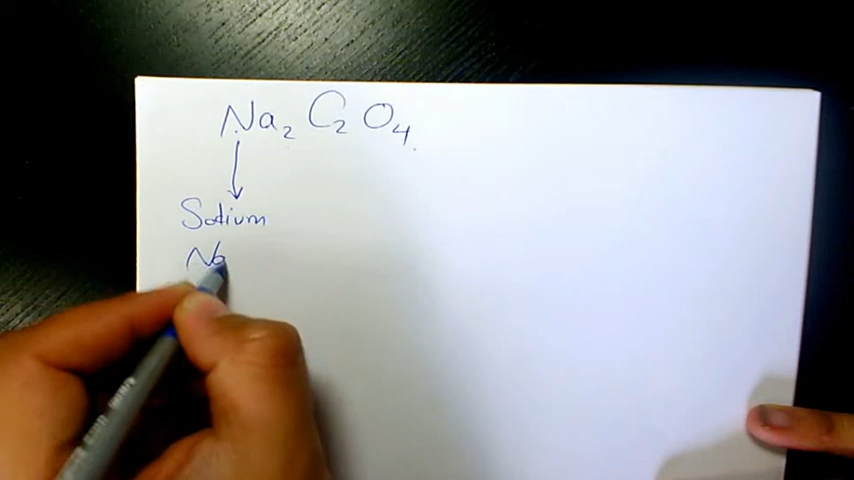 Na₂ C₂ O₄
Sodium
Na